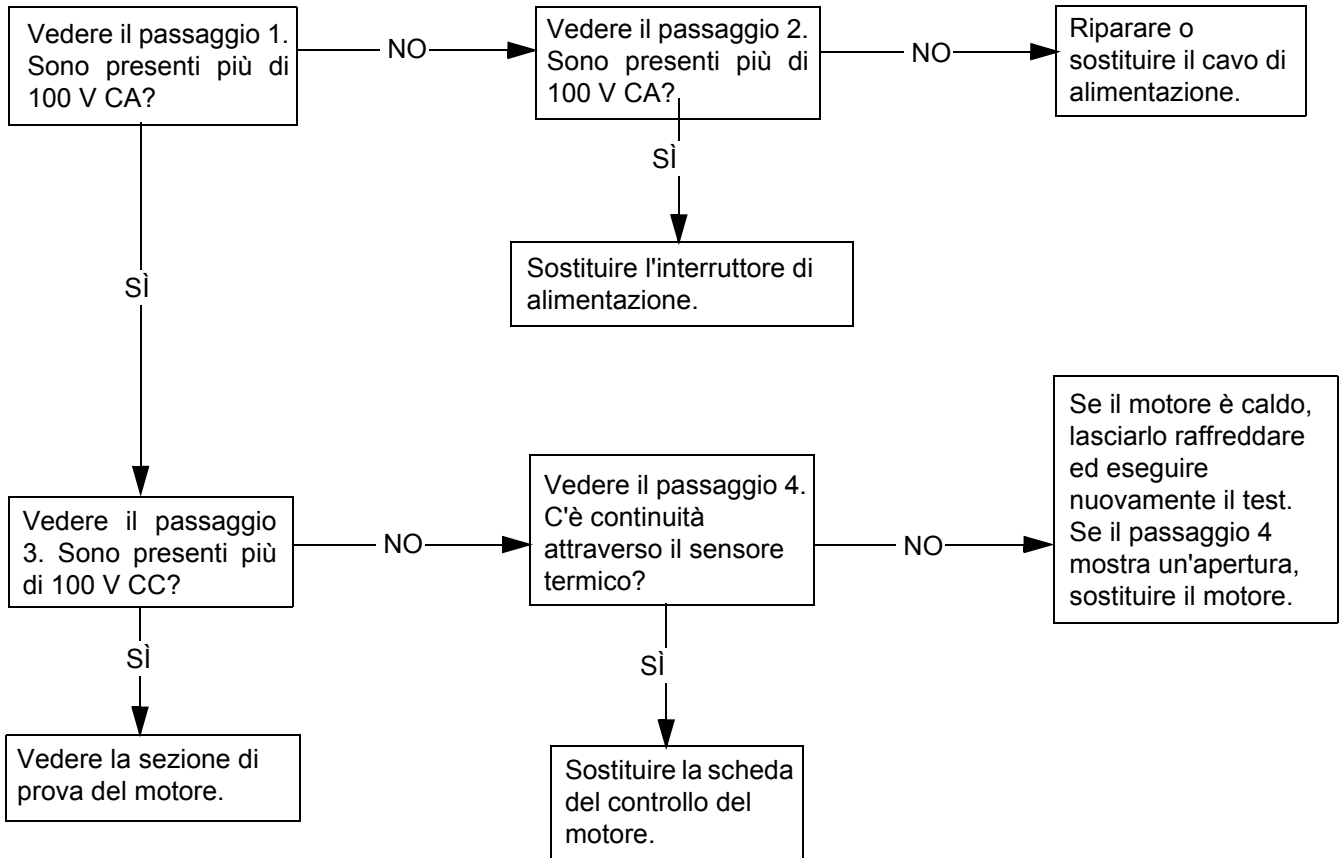 Vedere il passaggio 1.
Sono presenti più di
100 V CA?
NO
Vedere il passaggio 2.
Sono presenti più di
100 V CA?
NO
Riparare o
sostituire il cavo di
alimentazione.
SÌ
Sostituire l'interruttore di
alimentazione.
SÌ
Vedere il passaggio
3. Sono presenti più
di 100 V CC?
NO
Vedere il passaggio 4.
C'è continuità
attraverso il sensore
termico?
NO
Se il motore è caldo,
lasciarlo raffreddare
ed eseguire
nuovamente il test.
Se il passaggio 4
mostra un'apertura,
sostituire il motore.
SÌ
Vedere la sezione di
prova del motore.
SÌ
Sostituire la scheda
del controllo del
motore.